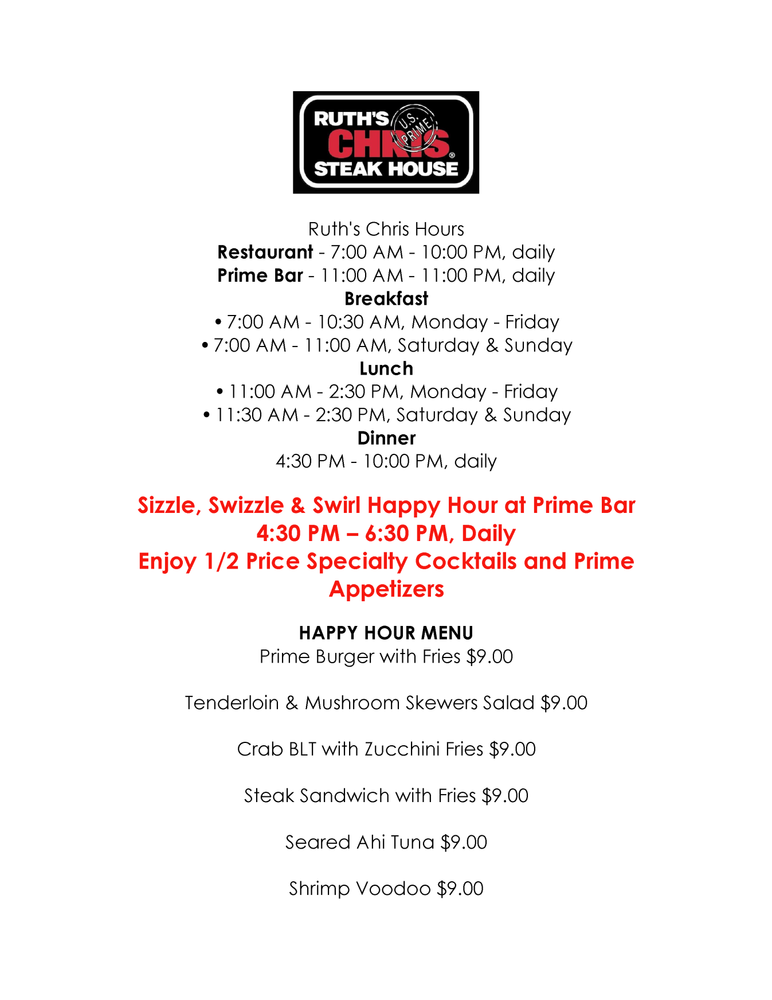 RUTH'S
U.S.
PRIME
CHRIS
®
STEAK HOUSE
Ruth's Chris Hours
Restaurant - 7:00 AM - 10:00 PM, daily
Prime Bar - 11:00 AM - 11:00 PM, daily
Breakfast
• 7:00 AM - 10:30 AM, Monday - Friday
• 7:00 AM - 11:00 AM, Saturday & Sunday
Lunch
• 11:00 AM - 2:30 PM, Monday - Friday
• 11:30 AM - 2:30 PM, Saturday & Sunday
Dinner
4:30 PM - 10:00 PM, daily
Sizzle, Swizzle & Swirl Happy Hour at Prime Bar
4:30 PM – 6:30 PM, Daily
Enjoy 1/2 Price Specialty Cocktails and Prime
Appetizers
HAPPY HOUR MENU
Prime Burger with Fries $9.00
Tenderloin & Mushroom Skewers Salad $9.00
Crab BLT with Zucchini Fries $9.00
Steak Sandwich with Fries $9.00
Seared Ahi Tuna $9.00
Shrimp Voodoo $9.00